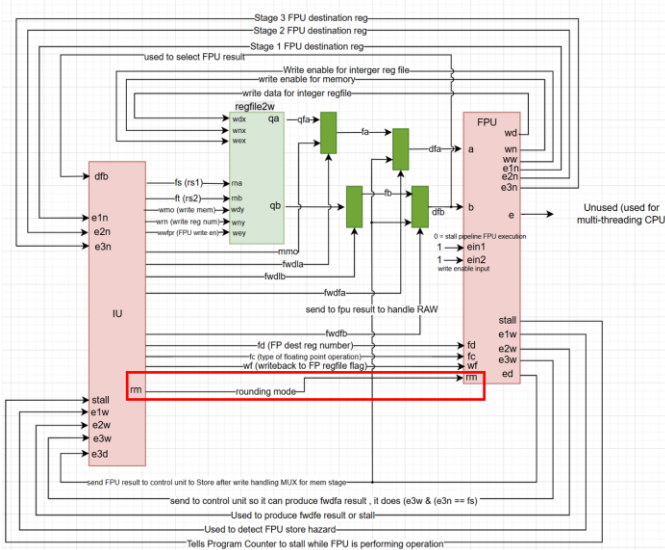 Stage 3 FPU destination reg
Stage 2 FPU destination reg
Stage 1 FPU destination reg
used to select FPU result
Write enable for interger reg file
write enable for memory
write data for integer regfile
regfile2w
wdx
wnx
wex
qa
qfa
fa
FPU
wd
wn
ww
e1n
e2n
e3n
dfb
fs (rs1)
ft (rs2)
wmo (write mem)
wrn (write reg num)
wwfpr (FPU write en)
rna
rnb
wdy
wny
wey
qb
fb
dfa
a
dfb
b
e
Unused (used for
multi-threading CPU
e1n
e2n
e3n
mmo
fwdla
fwdlb
fwdfa
0 = stall pipeline FPU execution
1
ein1
1
ein2
write enable input
IU
send to fpu result to handle RAW
fwdfb
fd (FP dest reg number)
fc (type of floating point operation)
wf (writeback to FP regfile flag)
fd
fc
wf
rm
stall
e1w
e2w
e3w
ed
rm
rounding mode
stall
e1w
e2w
e3w
e3d
send FPU result to control unit to Store after write handling MUX for mem stage
send to control unit so it can produce fwdfa result , it does (e3w & (e3n == fs)
Used to produce fwdfe result or stall
Used to detect FPU store hazard
Tells Program Counter to stall while FPU is performing operation